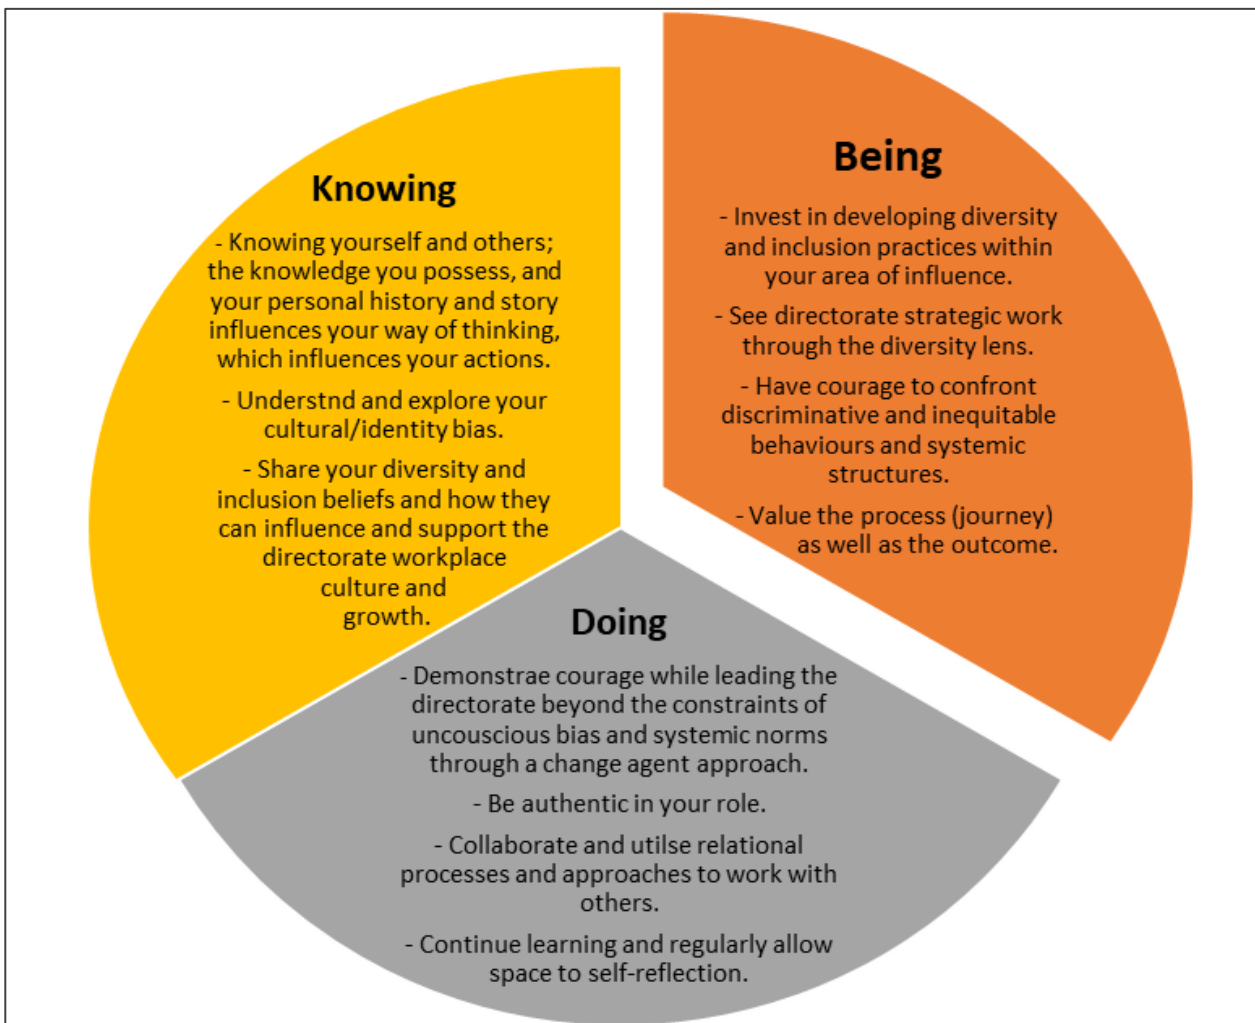 Knowing
- Knowing yourself and others;
the knowledge you possess, and
your personal history and story
influences your way of thinking,
which influences your actions.
- Understnd and explore your
cultural/identity bias.
- Share your diversity and
inclusion beliefs and how they
can influence and support the
directorate workplace
culture and
growth.
Being
- Invest in developing diversity
and inclusion practices within
your area of influence.
- See directorate strategic work
through the diversity lens.
- Have courage to confront
discriminative and inequitable
behaviours and systemic
structures.
- Value the process (journey)
as well as the outcome.
Doing
- Demonstrae courage while leading the
directorate beyond the constraints of
uncouscious bias and systemic norms
through a change agent approach.
- Be authentic in your role.
- Collaborate and utilse relational
processes and approaches to work with
others.
- Continue learning and regularly allow
space to self-reflection.